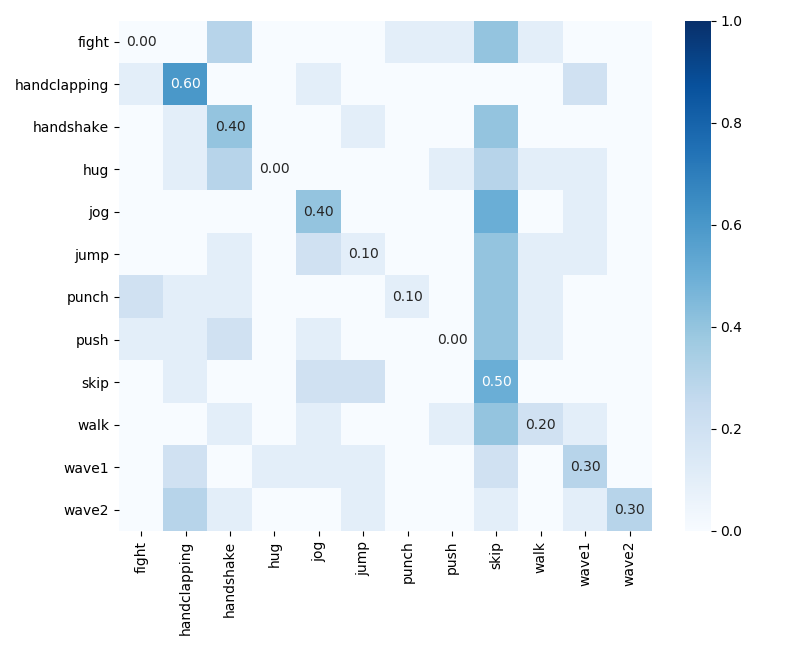 fight 0.00
handclapping 0.60
handshake 0.40
hug 0.00
jog 0.40
jump 0.10
punch 0.10
push 0.00
skip 0.50
walk 0.20
wave1 0.30
wave2 0.30
fight handclapping handshake hug jog jump punch push skip walk wave1 wave2
1.0
0.8
0.6
0.4
0.2
0.0